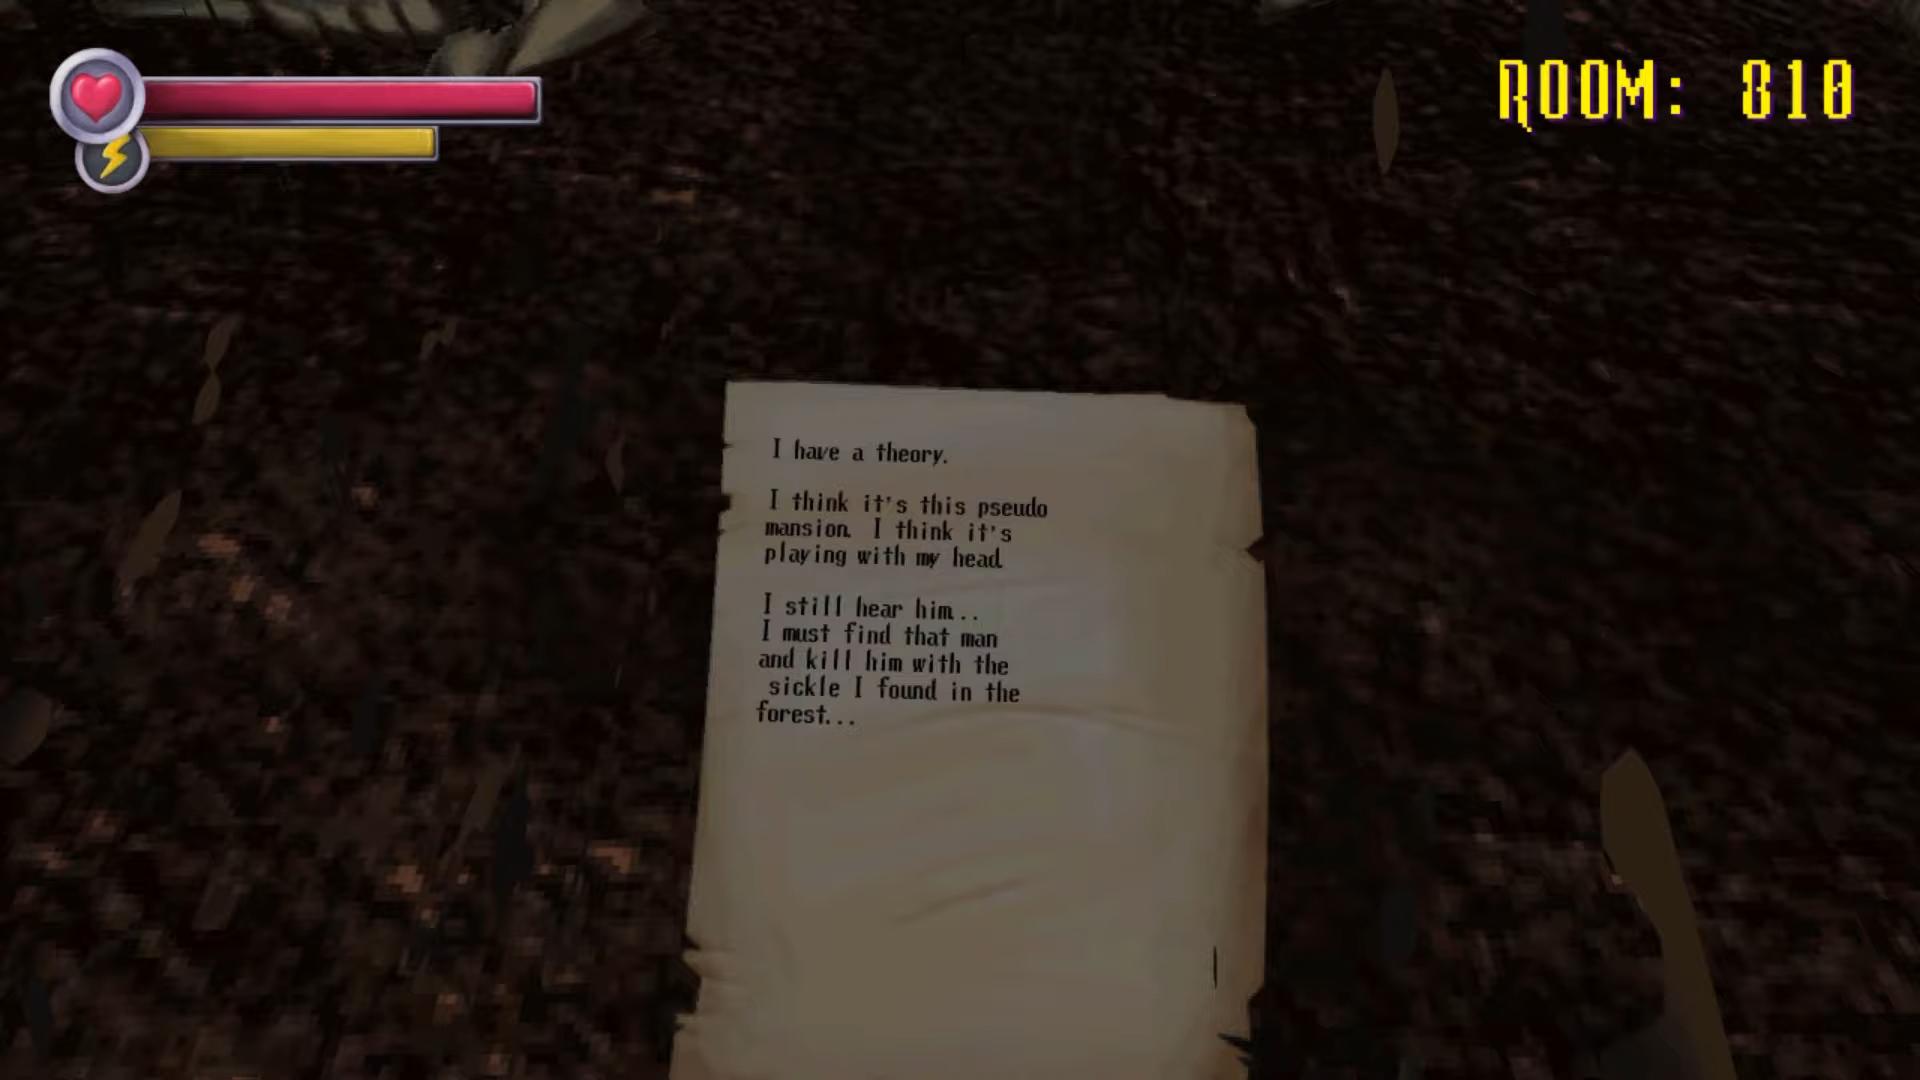 ROOM: 810
I have a theory.
I think it's this pseudo
mansion. I think it's
playing with my head.
I still hear him...
I must find that man
and kill him with the
sickle I found in the
forest...